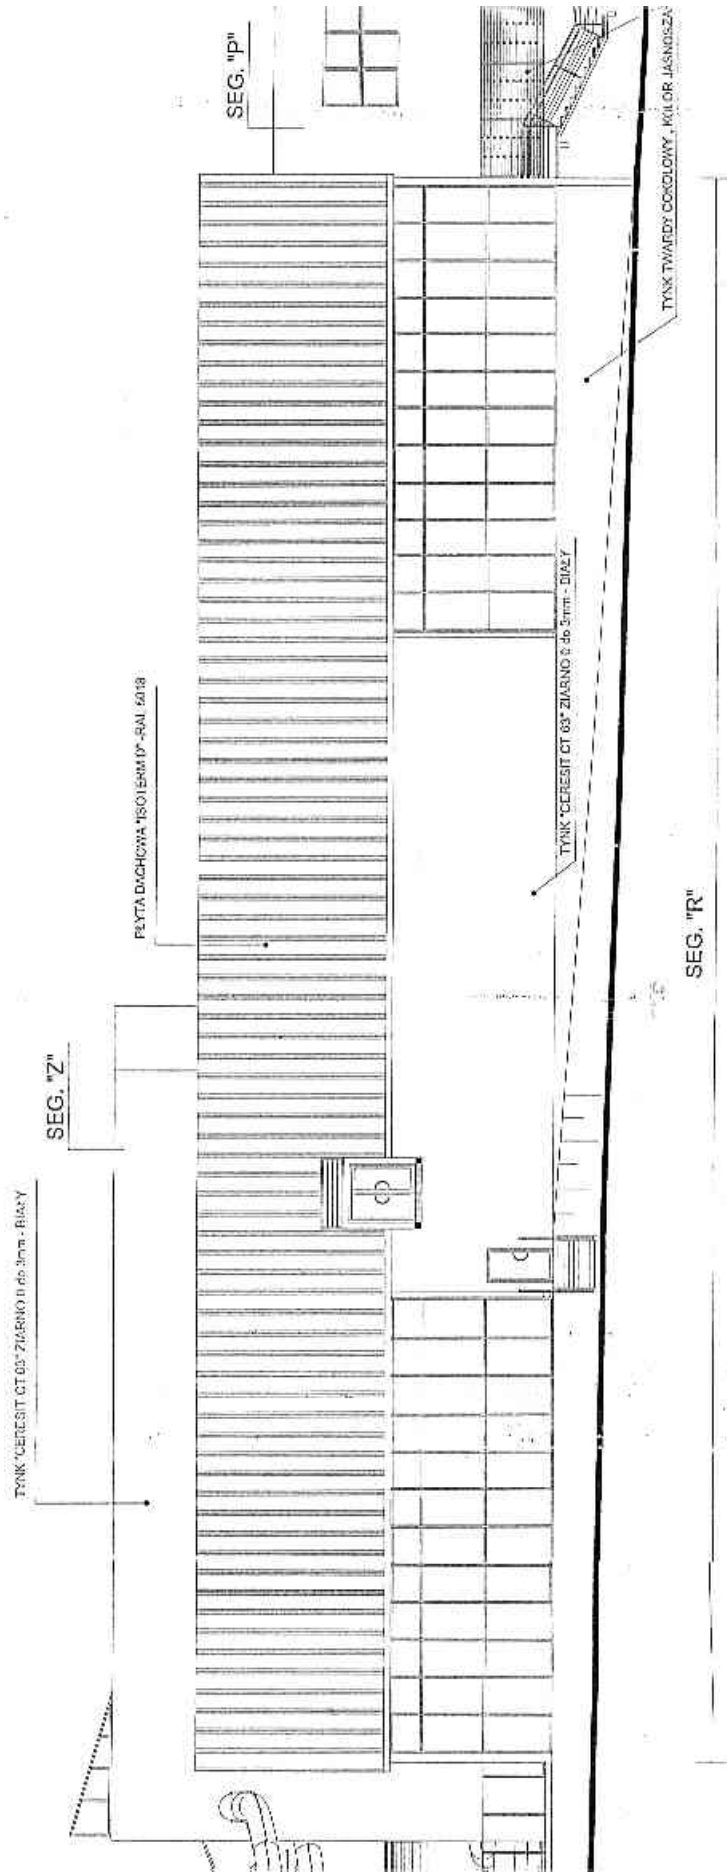 TYNK "CERESIT CT 63" ZIARNO 0 do 3mm - BIAŁY
SEG. "Z"
PŁYTA DACHOWA "ISOTERM D" -RAL
SEG. "P"
TYNK "CERESIT CT 63" ZIARNO 0 do 3mm - BIAŁY
TYNK TWARDY COKOŁOWY , KOLOR JASNOSZA
SEG. "R"